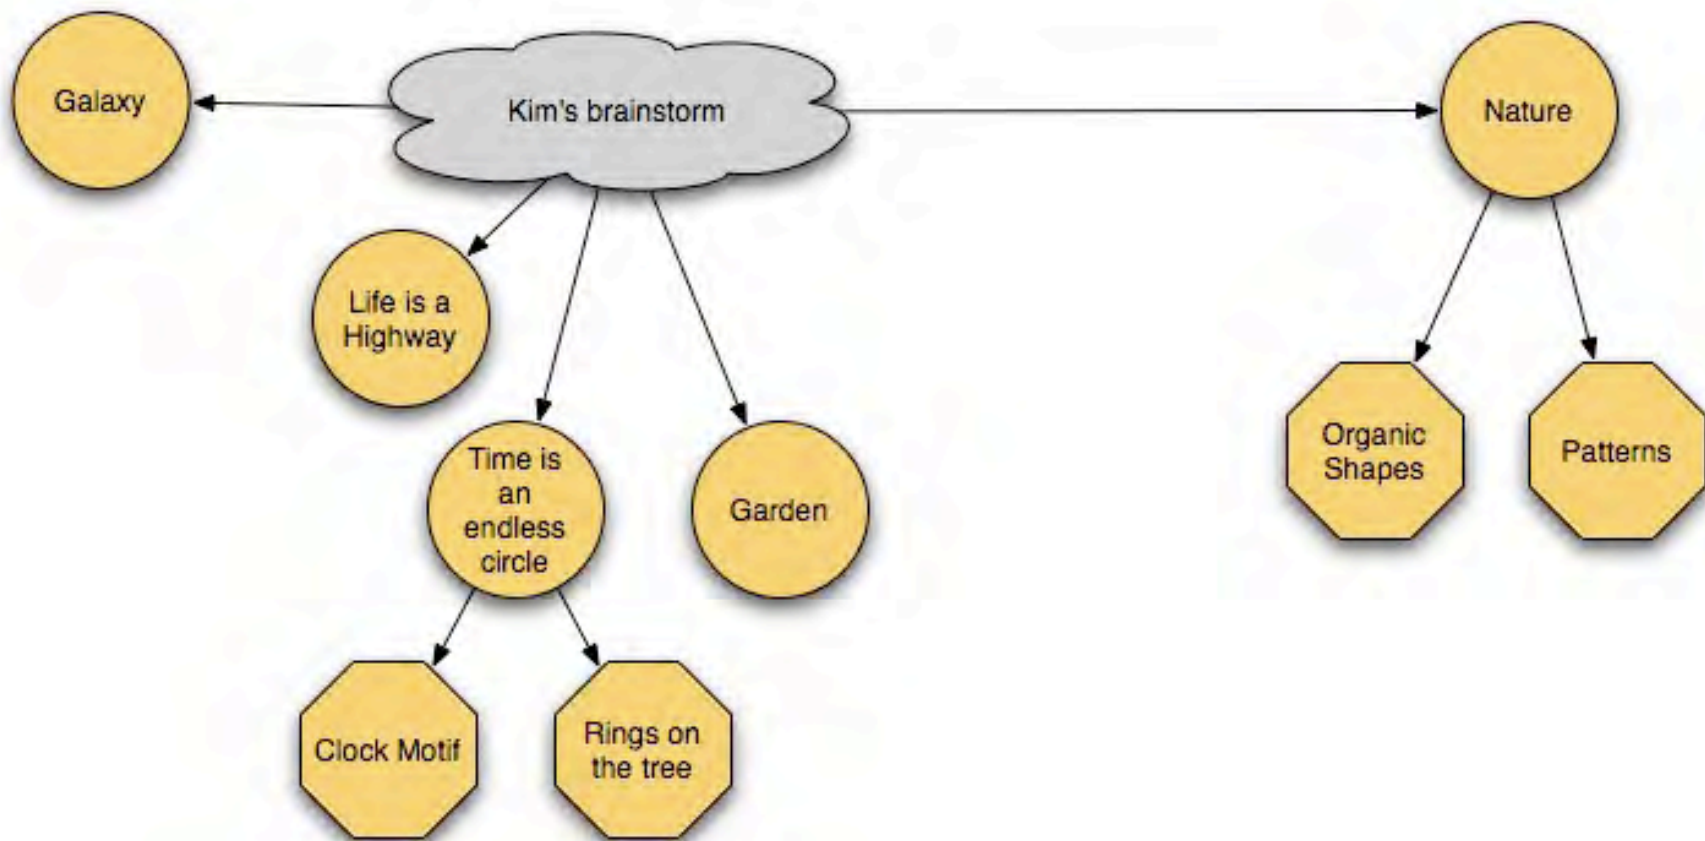 Galaxy
Kim's brainstorm
Nature
Life is a
Highway
Time is
an
endless
circle
Garden
Organic
Shapes
Patterns
Clock Motif
Rings on
the tree